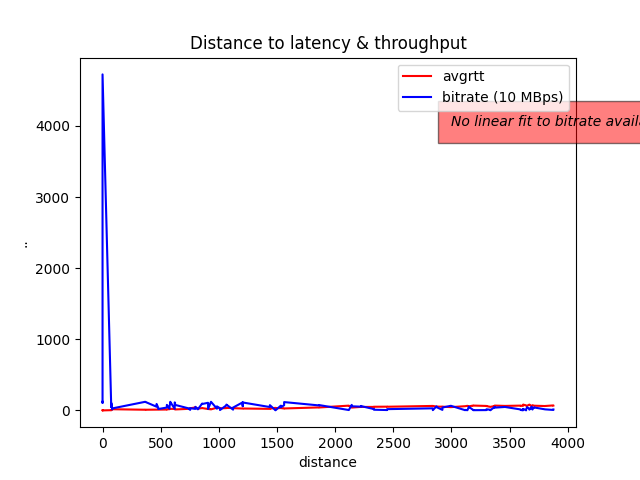 Distance to latency & throughput
avgrtt
bitrate (10 MBps)
No linear fit to bitrate
4000
3000
2000
1000
0
..
0 500 1000 1500 2000 2500 3000 3500 4000
distance